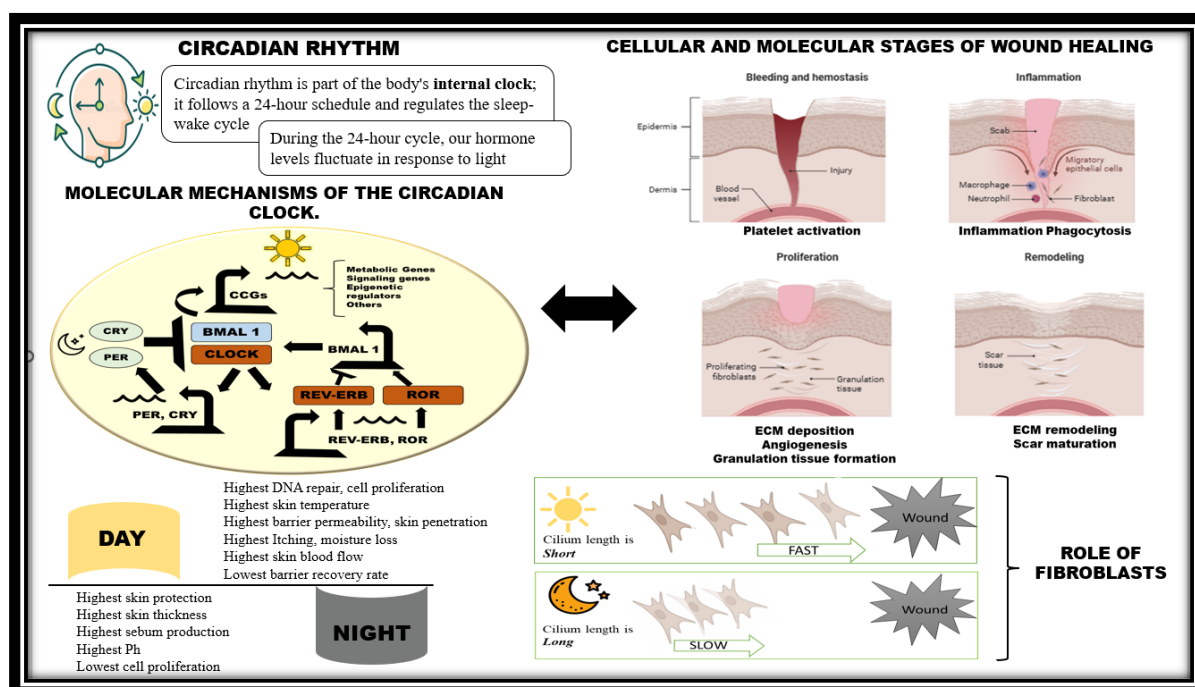 CIRCADIAN RHYTHM
Circadian rhythm is part of the body's internal clock;
it follows a 24-hour schedule and regulates the sleep-
wake cycle
During the 24-hour cycle, our hormone
levels fluctuate in response to light
MOLECULAR MECHANISMS OF THE CIRCADIAN
CLOCK.
CCGs
Metabolic Genes
Signaling genes
Epigenetic
regulators
Others
CRY
PER
BMAL 1
CLOCK
BMAL 1
PER, CRY
REV-ERB
ROR
REV-ERB, ROR
DAY
Highest DNA repair, cell proliferation
Highest skin temperature
Highest barrier permeability, skin penetration
Highest Itching, moisture loss
Highest skin blood flow
Lowest barrier recovery rate
Highest skin protection
Highest skin thickness
Highest sebum production
Highest Ph
Lowest cell proliferation
NIGHT
CELLULAR AND MOLECULAR STAGES OF WOUND HEALING
Bleeding and hemostasis
Epidermis
Dermis
Blood
vessel
Injury
Platelet activation
Inflammation
Scab
Migratory
epithelial cells
Macrophage
Neutrophil
Fibroblast
Inflammation Phagocytosis
Proliferation
Proliferating
fibroblasts
Granulation
tissue
ECM deposition
Angiogenesis
Granulation tissue formation
Remodeling
Scar
tissue
ECM remodeling
Scar maturation
Cilium length is
Short
FAST
Wound
Cilium length is
Long
SLOW
Wound
ROLE OF
FIBROBLASTS